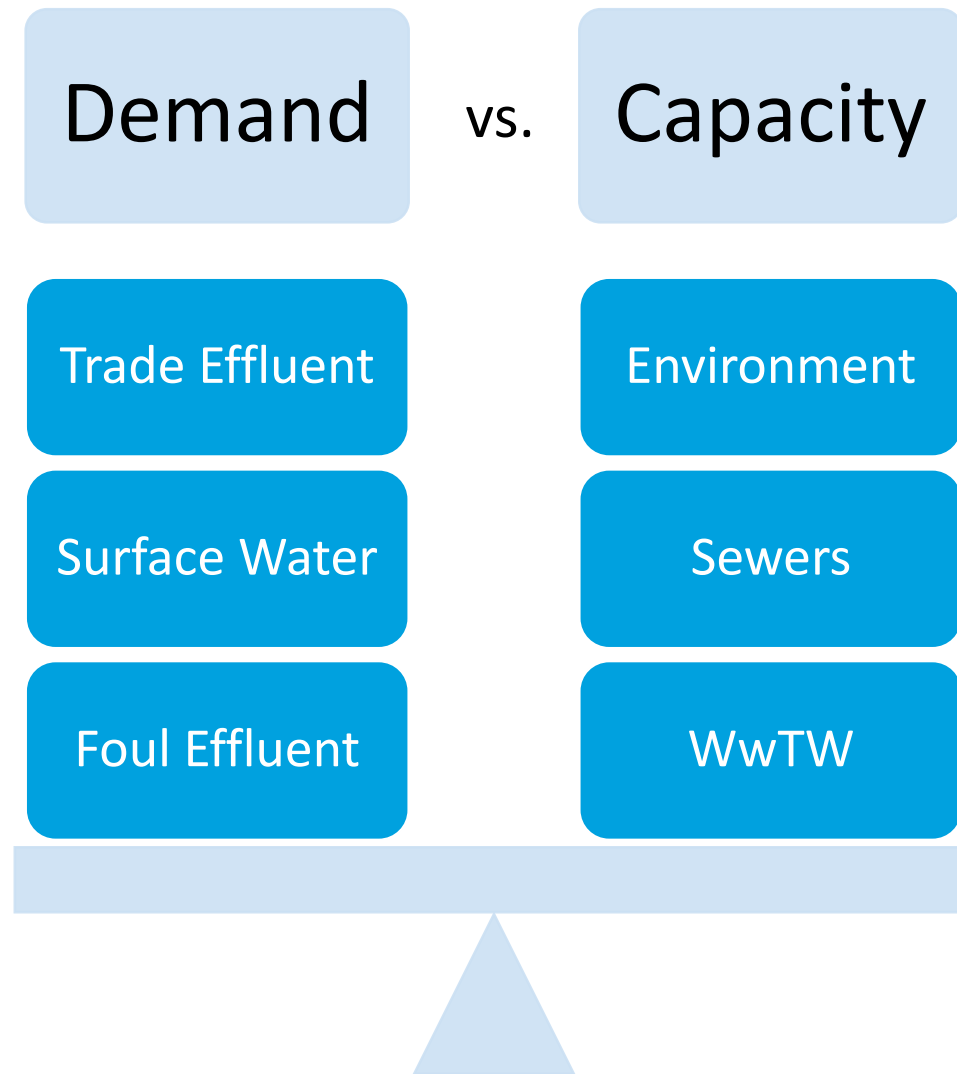 Demand
vs.
Capacity
Trade Effluent
Environment
Surface Water
Sewers
Foul Effluent
WwTW